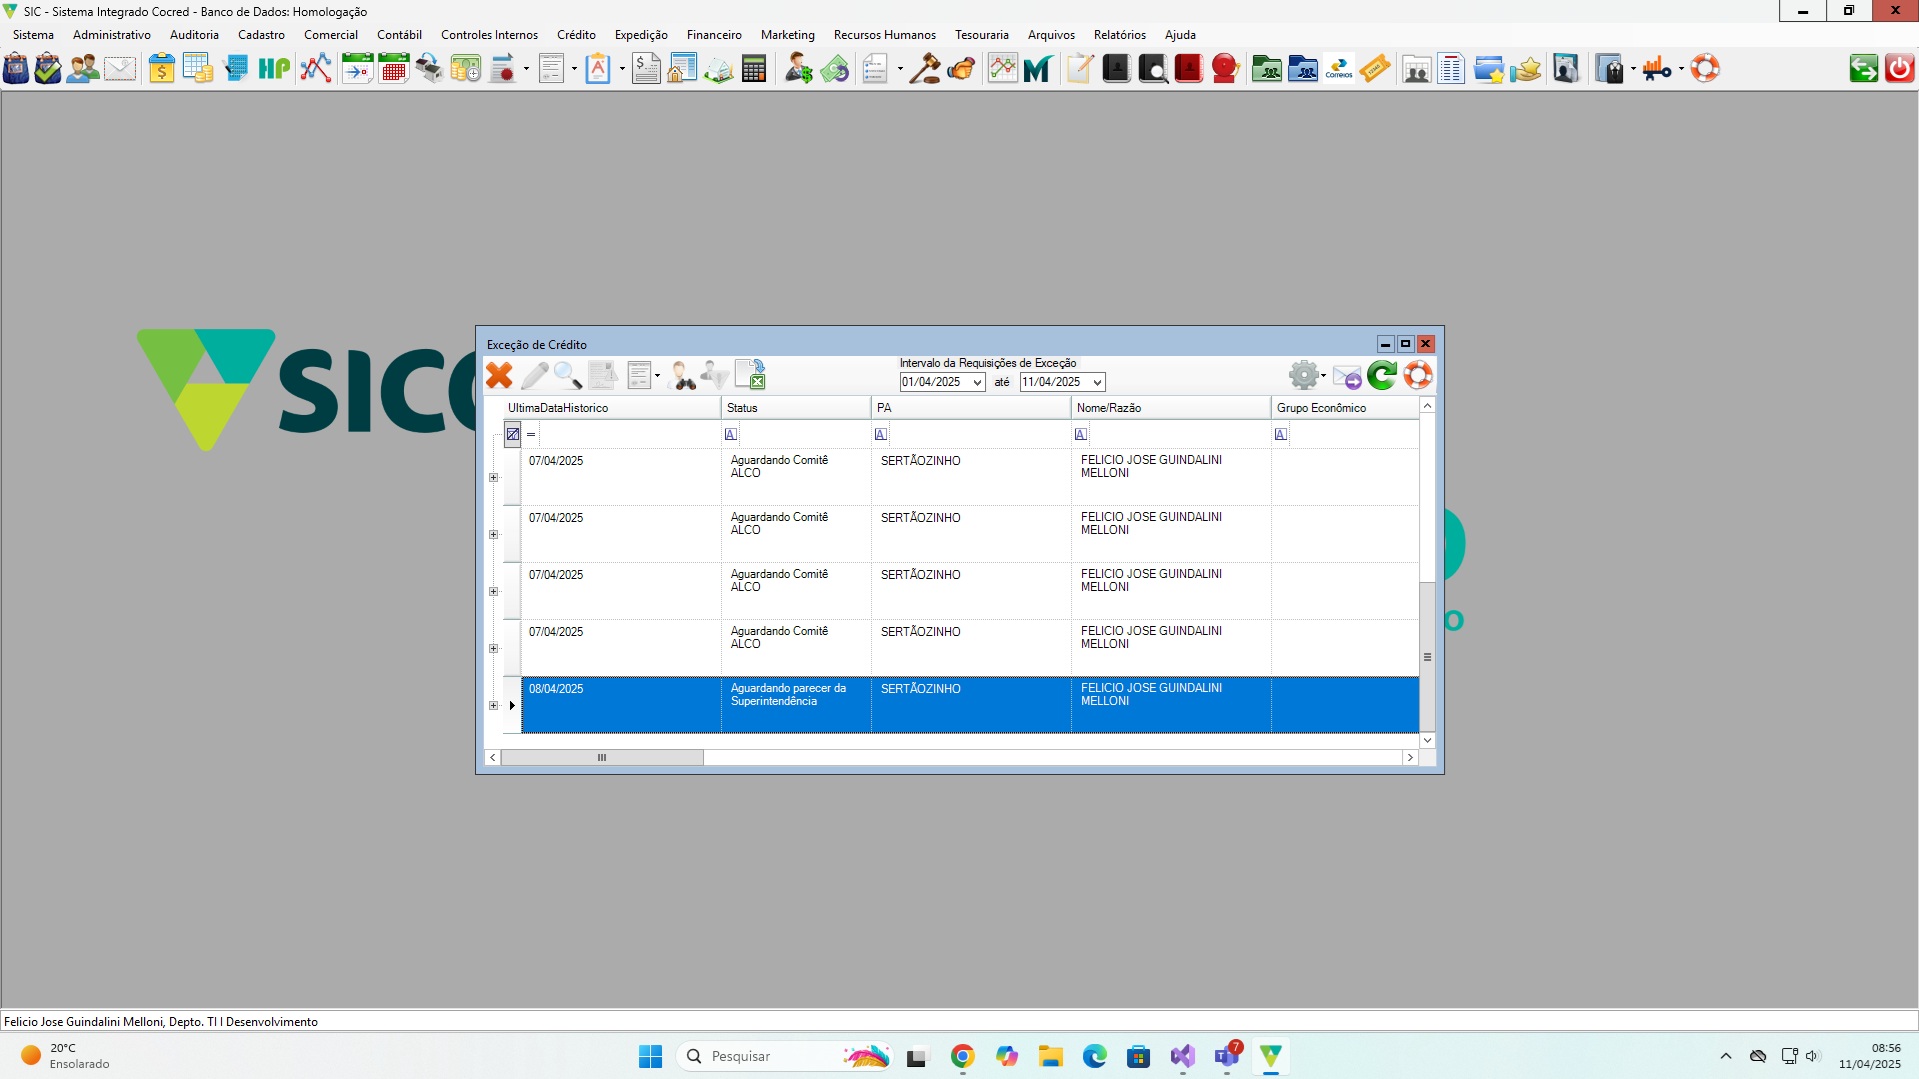 SIC - Sistema Integrado Cocred - Banco de Dados: Homologação
Sistema Administrativo Auditoria Cadastro Comercial Contábil Controles Internos Crédito Expedição Financeiro Marketing Recursos Humanos Tesouraria Arquivos Relatórios Ajuda
HP
CORREIOS
SICO
Exceção de Crédito
Intervalo da Requisições de Exceção
01/04/2025 até 11/04/2025
UltimaDataHistorico Status PA Nome/Razão Grupo Econômico
= A A A A
07/04/2025 Aguardando Comitê SERTÃOZINHO FELICIO JOSE GUINDALINI
ALCO MELLONI
07/04/2025 Aguardando Comitê SERTÃOZINHO FELICIO JOSE GUINDALINI
ALCO MELLONI
07/04/2025 Aguardando Comitê SERTÃOZINHO FELICIO JOSE GUINDALINI
ALCO MELLONI
07/04/2025 Aguardando Comitê SERTÃOZINHO FELICIO JOSE GUINDALINI
ALCO MELLONI
08/04/2025 Aguardando parecer da SERTÃOZINHO FELICIO JOSE GUINDALINI
Superintendência MELLONI
o
Felicio Jose Guindalini Melloni, Depto. TI l Desenvolvimento
20°C
Ensolarado
Pesquisar
7
08:56
11/04/2025